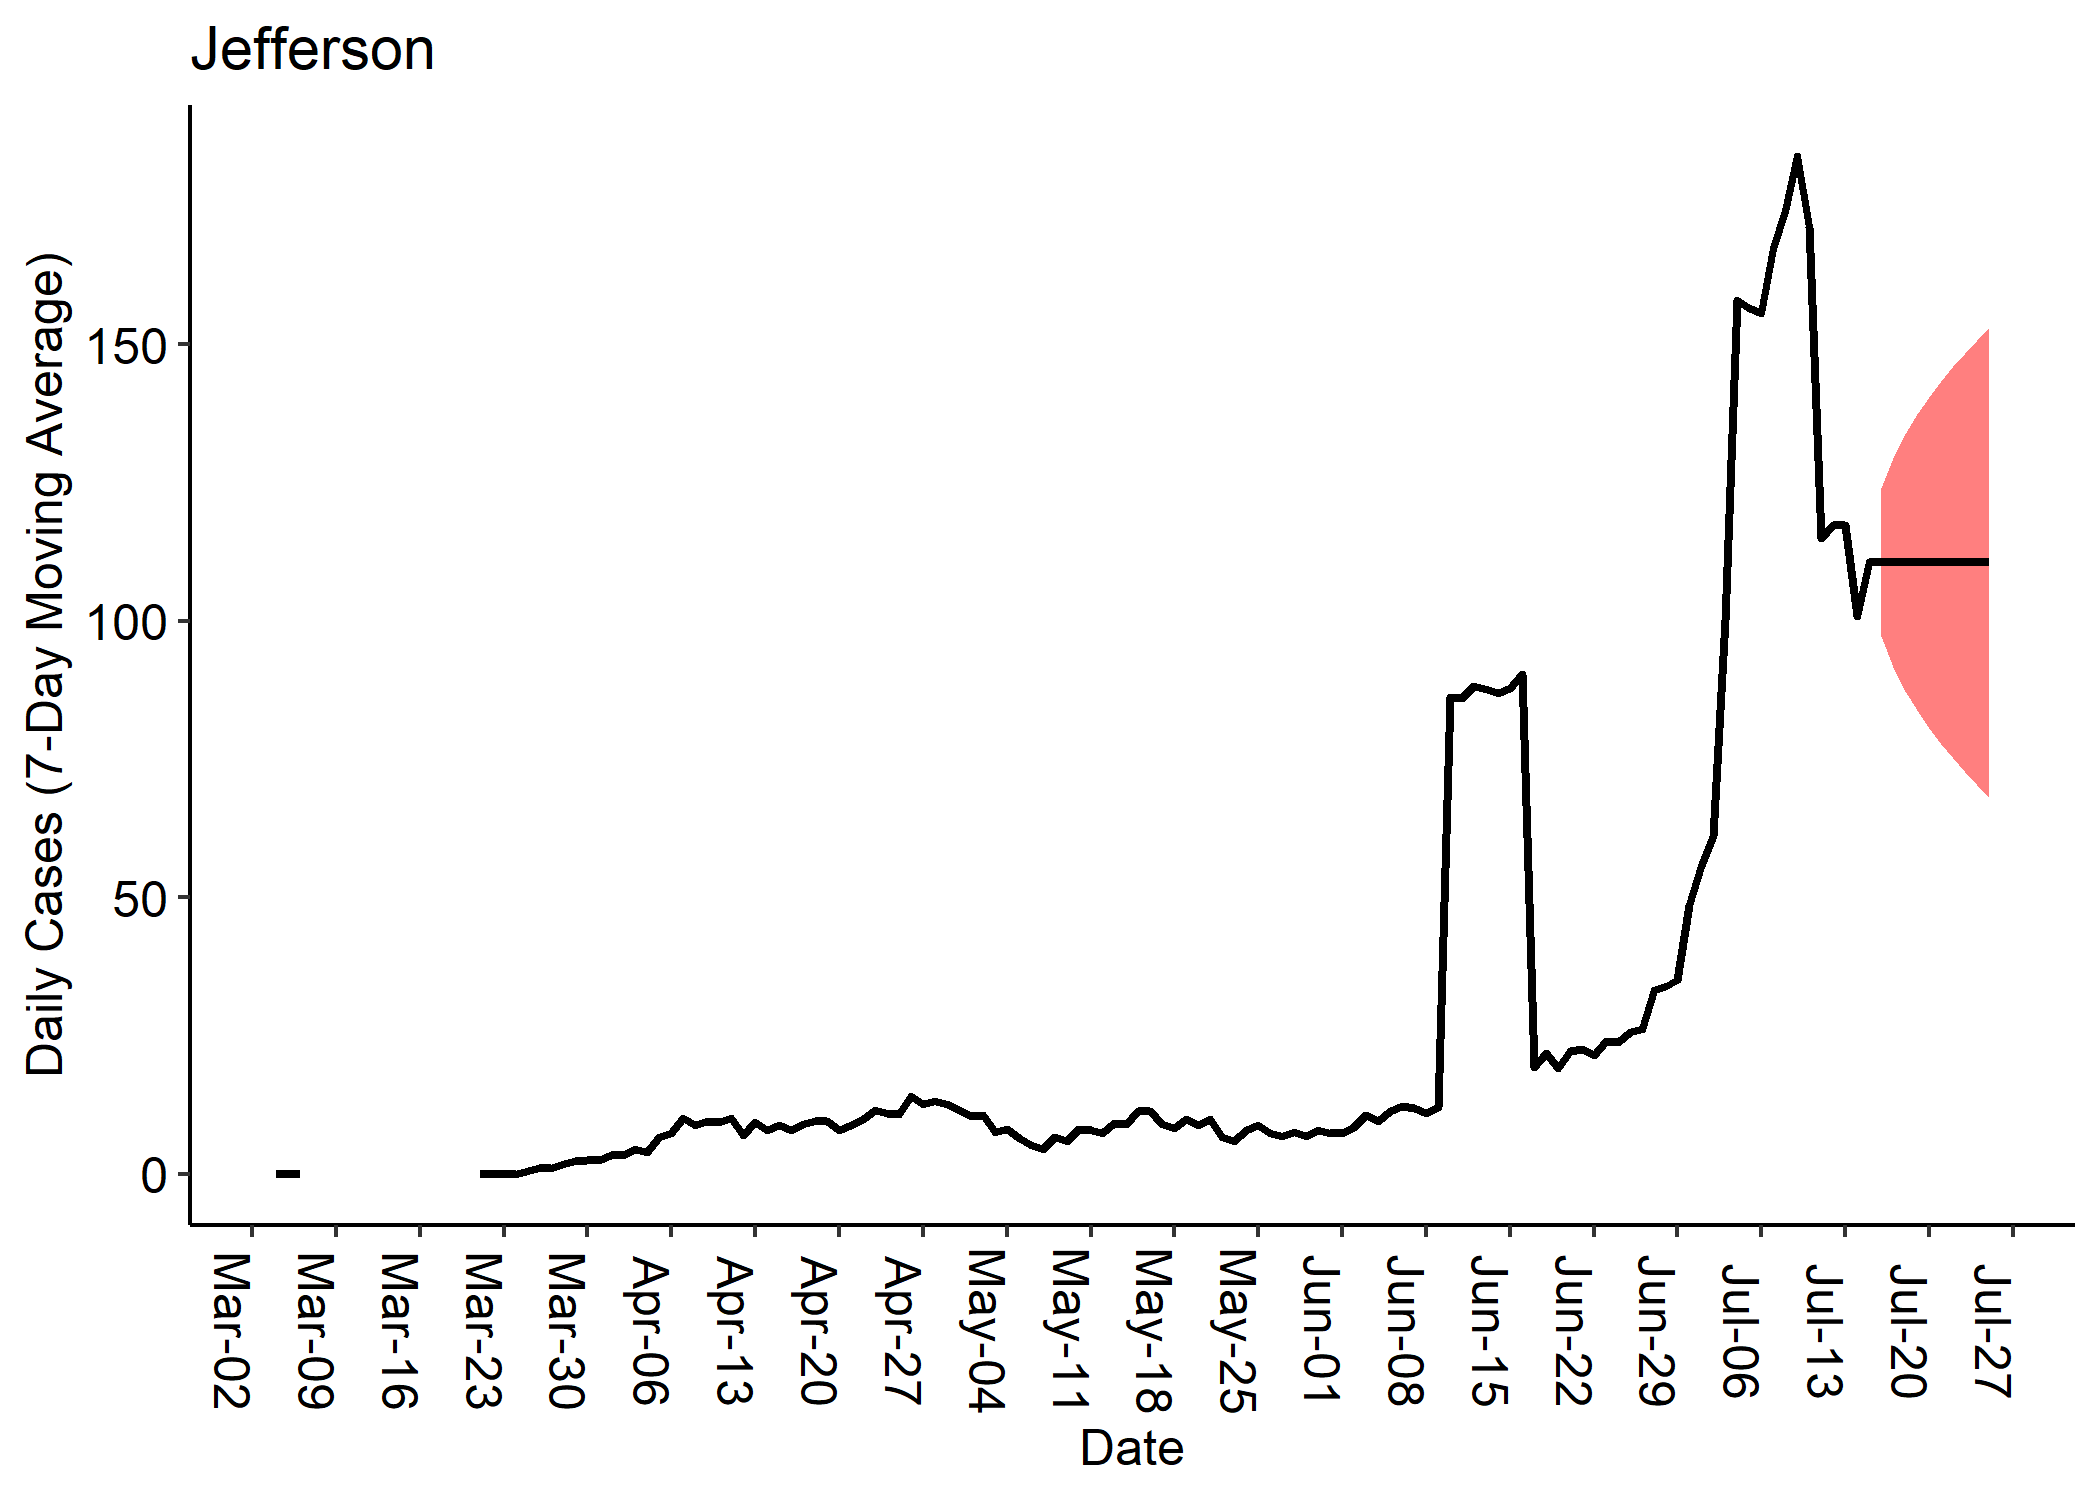 Jefferson
Daily Cases (7-Day Moving Average)
150
100
50
0
Mar-02
Mar-09
Mar-16
Mar-23
Mar-30
Apr-06
Apr-13
Apr-20
Apr-27
May-04
May-11
May-18
May-25
Jun-01
Jun-08
Jun-15
Jun-22
Jun-29
Jul-06
Jul-13
Jul-20
Jul-27
Date